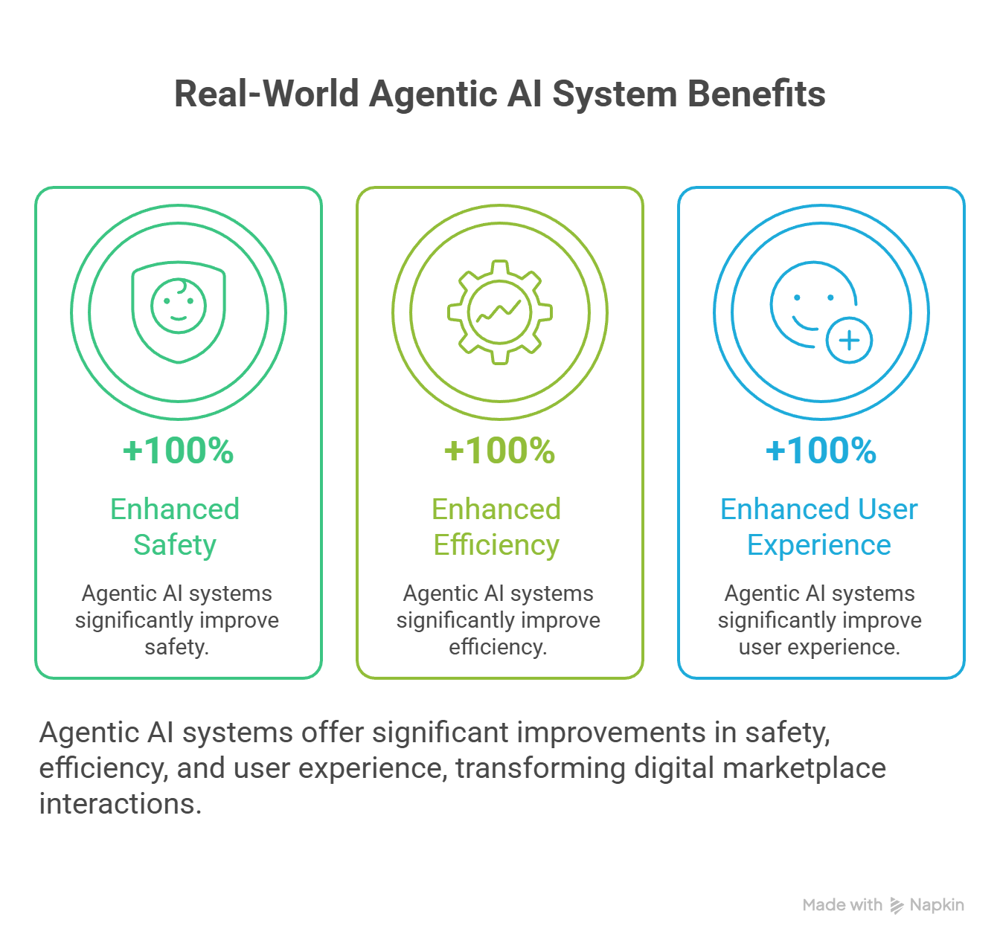 Real-World Agentic AI System Benefits
+100%
Enhanced
Safety
Agentic AI systems
significantly improve
safety.
+100%
Enhanced
Efficiency
Agentic AI systems
significantly improve
efficiency.
+100%
Enhanced User
Experience
Agentic AI systems
significantly improve
user experience.
Agentic AI systems offer significant improvements in safety,
efficiency, and user experience, transforming digital marketplace
interactions.
Made with Napkin